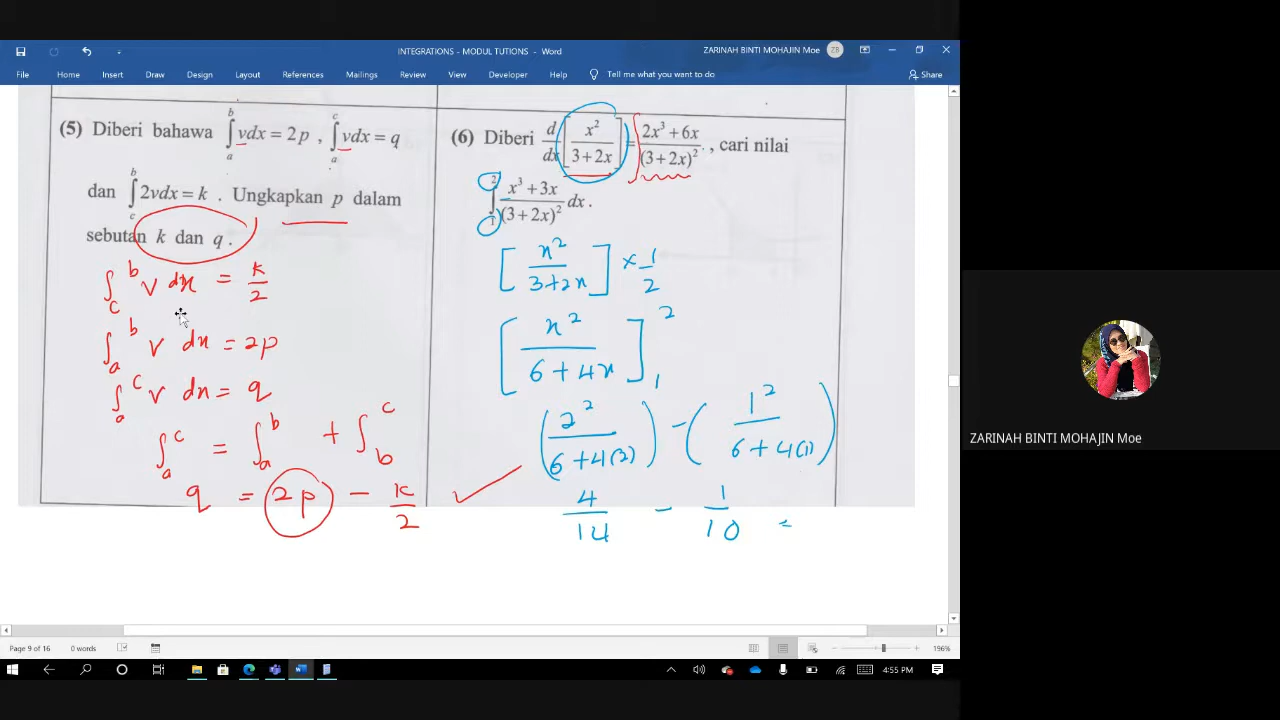 INTEGRATIONS - MODUL TUTIONS - Word
ZARINAH BINTI MOHAJIN Moe ZB
File Home Insert Draw Design Layout References Mailings Review View Developer Help Tell me what you want to do Share
(5) Diberi bahawa ∫_a^b vdx = 2p , ∫_a^c vdx = q
dan ∫_c^b 2vdx = k . Ungkapkan p dalam
sebutan k dan q .
∫_c^b v dx = k/2
∫_a^b v dx = 2p
∫_a^c v dx = q
∫_a^c = ∫_a^b + ∫_b^c
q = 2p - k/2
(6) Diberi d/dx [x²/(3+2x)] = (2x³+6x)/(3+2x)² . , cari nilai
∫_1^2 (x³+3x)/(3+2x)² dx .
[x²/(3+2x)] × 1/2
[x²/(6+4x)]_1^2
(2²/(6+4(2))) - (1²/(6+4(1)))
4/14 - 1/10 =
ZARINAH BINTI MOHAJIN Moe
Page 9 of 16 0 words 196%
4:55 PM